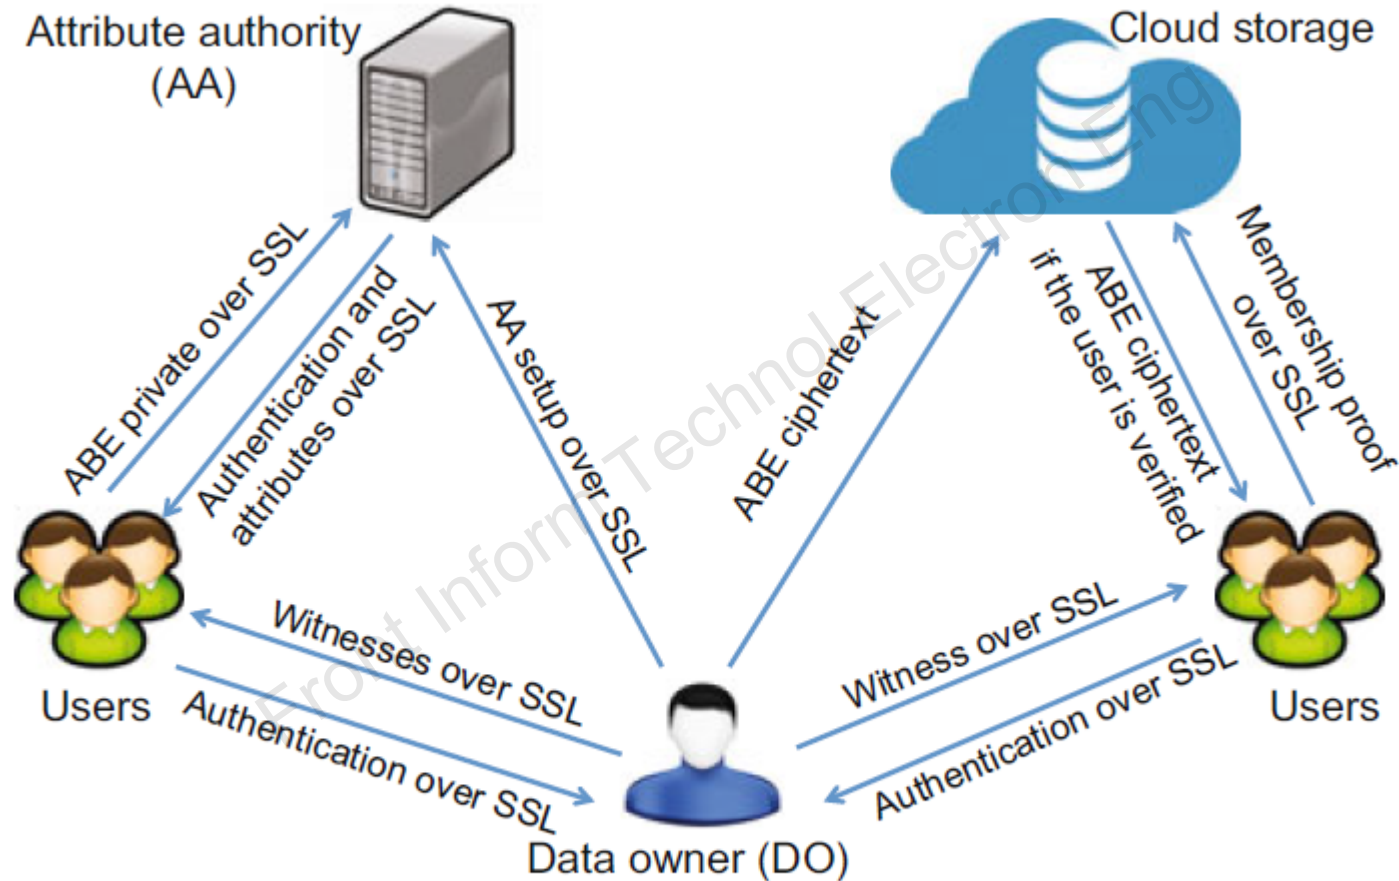 Attribute authority
(AA)
Cloud storage
ABE private over SSL
Authentication and
attributes over SSL
AA setup over SSL
ABE ciphertext
ABE ciphertext
if the user is verified
Membership proof
over SSL
Witnesses over SSL
Authentication over SSL
Witness over SSL
Authentication over SSL
Users
Users
Data owner (DO)
Front Inform Technol Electron Eng